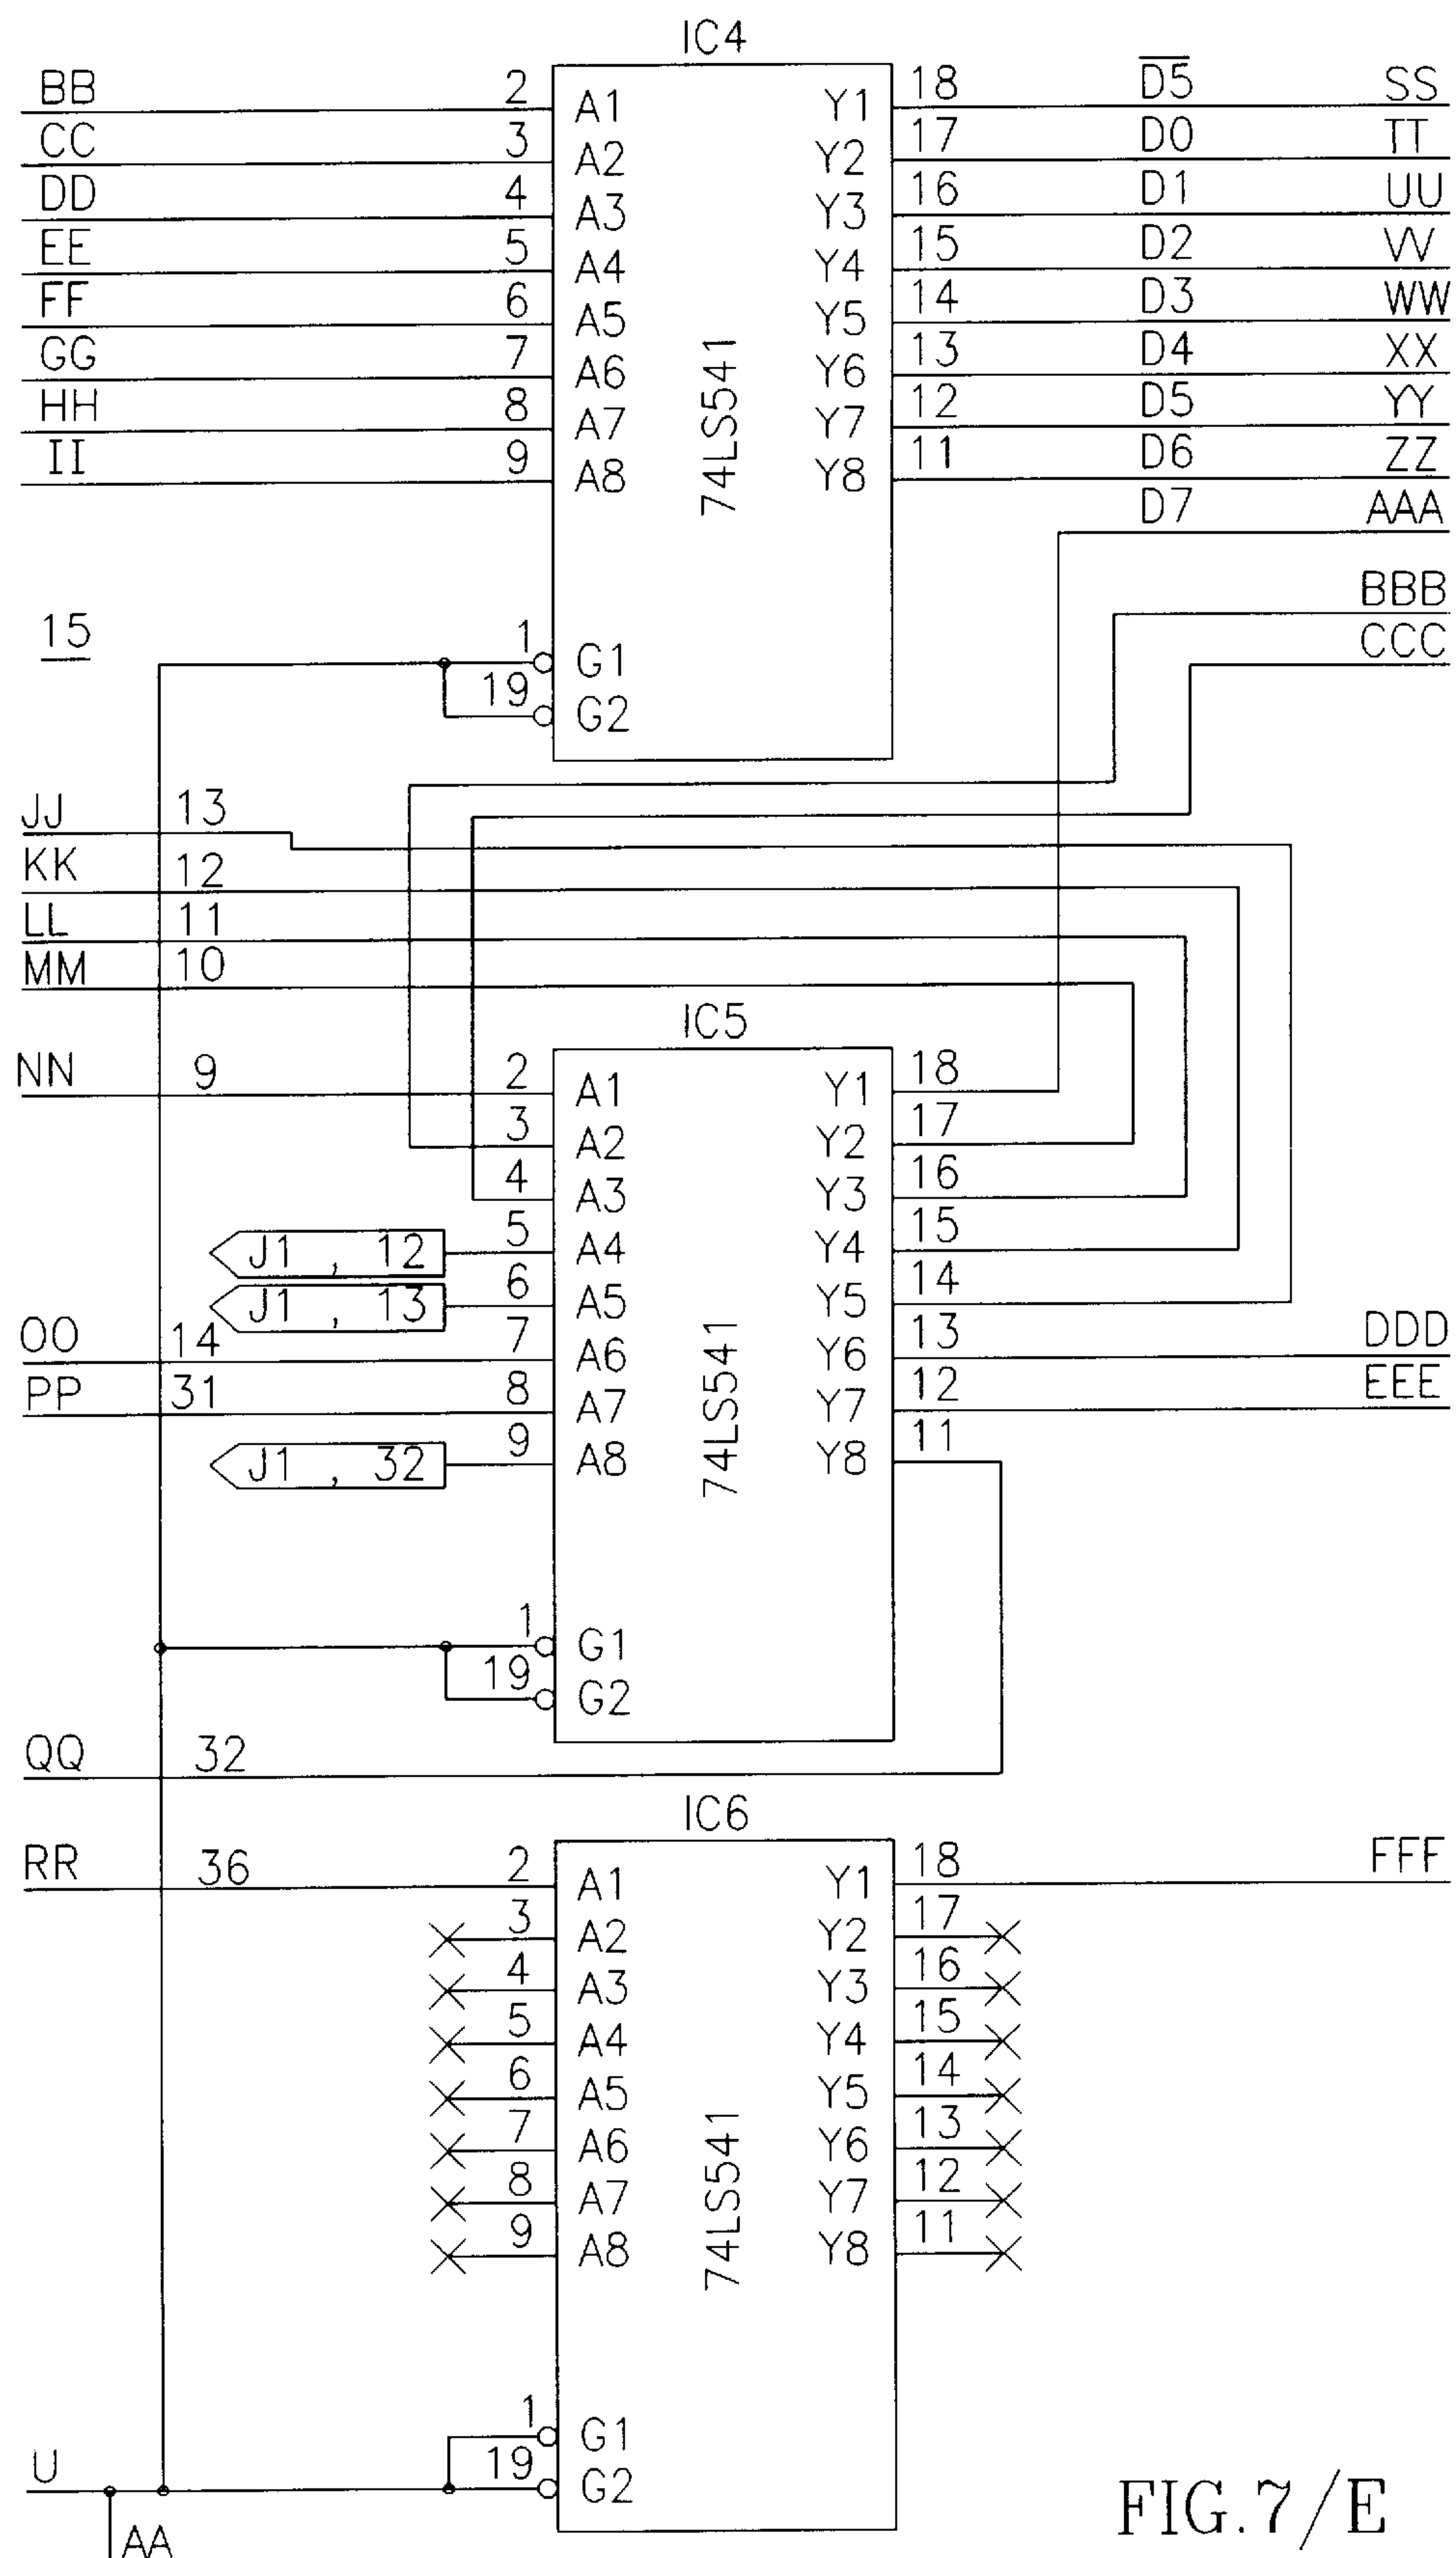 IC4
BB 2 A1 Y1 18 D̅5̅ SS
CC 3 A2 Y2 17 D0 TT
DD 4 A3 Y3 16 D1 UU
EE 5 A4 Y4 15 D2 VV
FF 6 A5 Y5 14 D3 WW
GG 7 A6 Y6 13 D4 XX
HH 8 A7 Y7 12 D5 YY
II 9 A8 Y8 11 D6 ZZ
74LS541
D7 AAA
BBB
15
1 G1
CCC
19 G2
JJ 13
KK 12
LL 11
MM 10
IC5
NN 9 2 A1 Y1 18
3 A2 Y2 17
4 A3 Y3 16
J1 , 12 5 A4 Y4 15
J1 , 13 6 A5 Y5 14
OO 14 7 A6 Y6 13 DDD
PP 31 8 A7 Y7 12 EEE
J1 , 32 9 A8 Y8 11
74LS541
1 G1
19 G2
QQ 32
IC6
RR 36 2 A1 Y1 18 FFF
3 A2 Y2 17
4 A3 Y3 16
5 A4 Y4 15
6 A5 Y5 14
7 A6 Y6 13
8 A7 Y7 12
9 A8 Y8 11
74LS541
1 G1
U 19 G2
AA
FIG.7/E